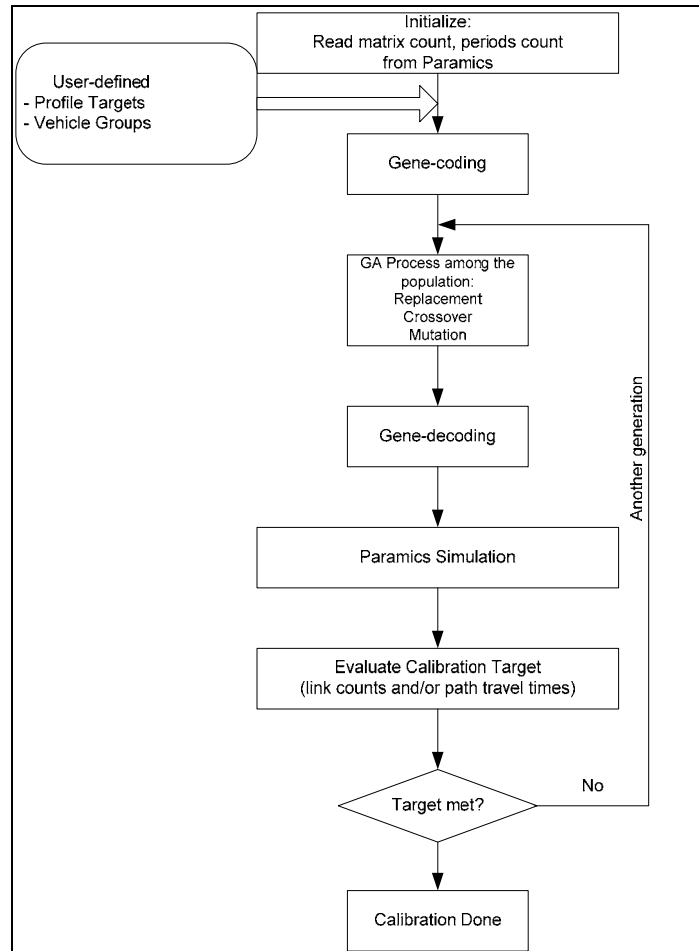 Initialize:
Read matrix count, periods count
from Paramics
User-defined
- Profile Targets
- Vehicle Groups
Gene-coding
GA Process among the
population:
Replacement
Crossover
Mutation
Gene-decoding
Another generation
Paramics Simulation
Evaluate Calibration Target
(link counts and/or path travel times)
Target met?
No
Calibration Done